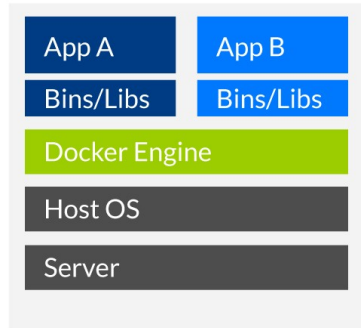 App A
App B
Bins/Libs
Bins/Libs
Docker Engine
Host OS
Server